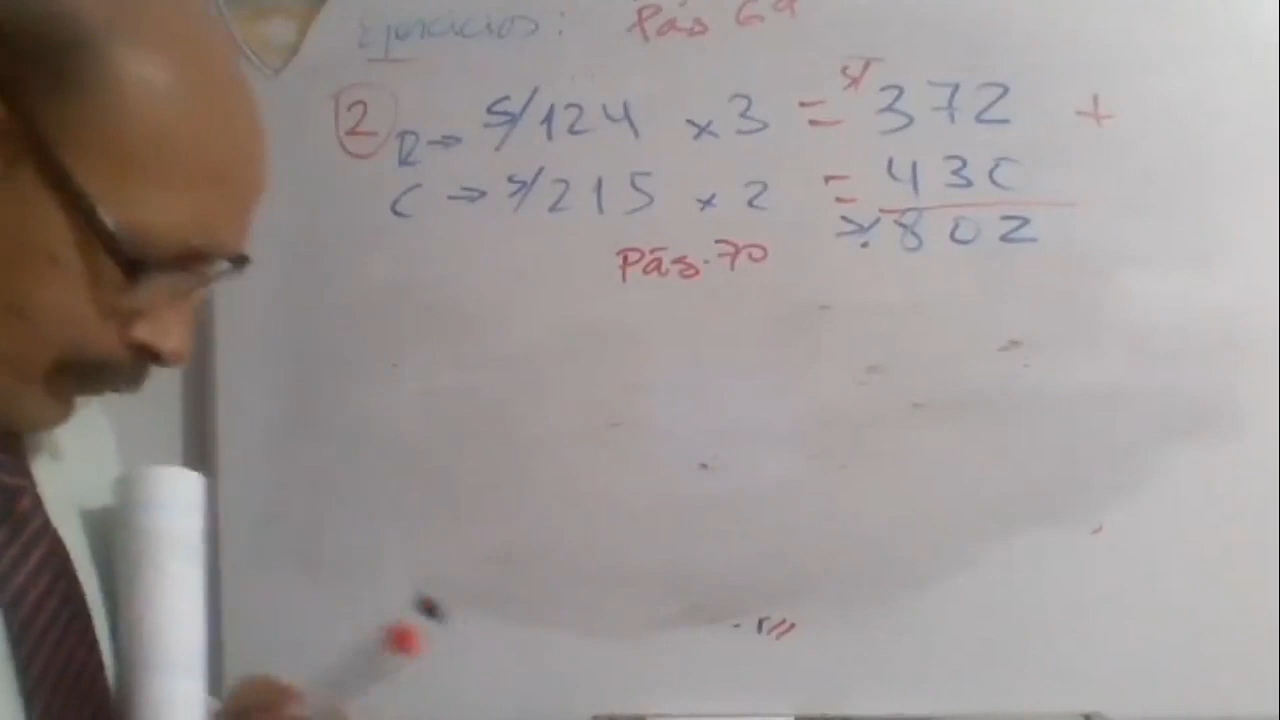 Ejercicios: Pág 69
② R→ S/124 x 3 = S/ 372 +
C → S/215 x 2 = 430
S/. 802
Pág. 70